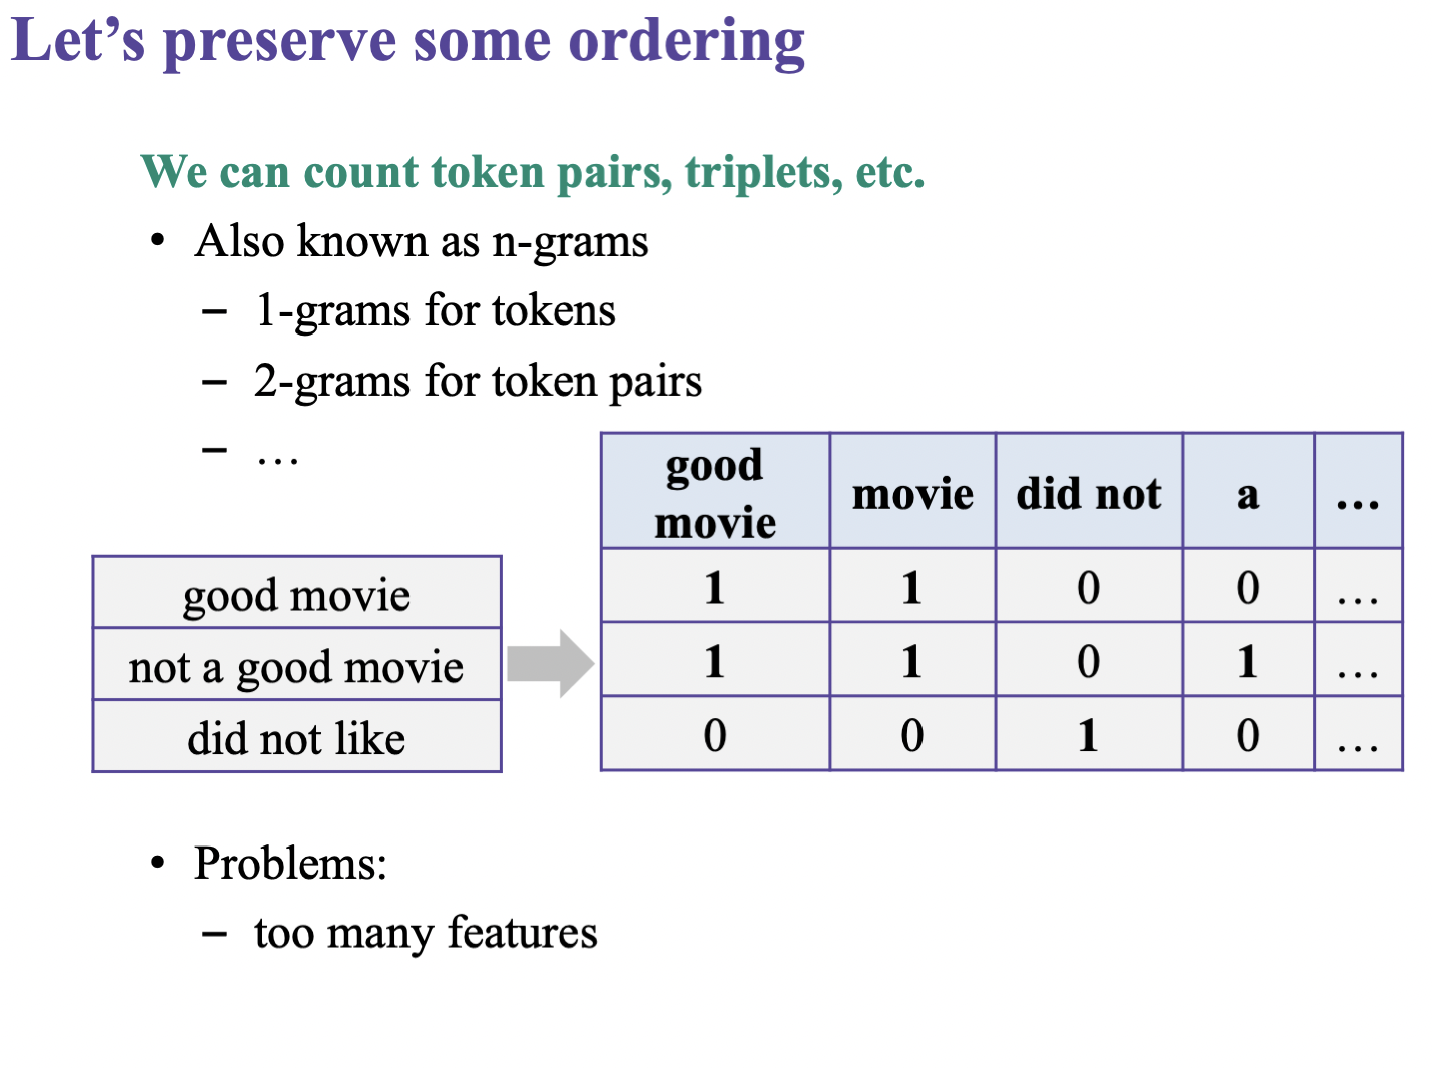 Let’s preserve some ordering
We can count token pairs, triplets, etc.
• Also known as n-grams
– 1-grams for tokens
– 2-grams for token pairs
– …
good movie
not a good movie
did not like
good movie | movie | did not | a | …
1 | 1 | 0 | 0 | …
1 | 1 | 0 | 1 | …
0 | 0 | 1 | 0 | …
• Problems:
– too many features